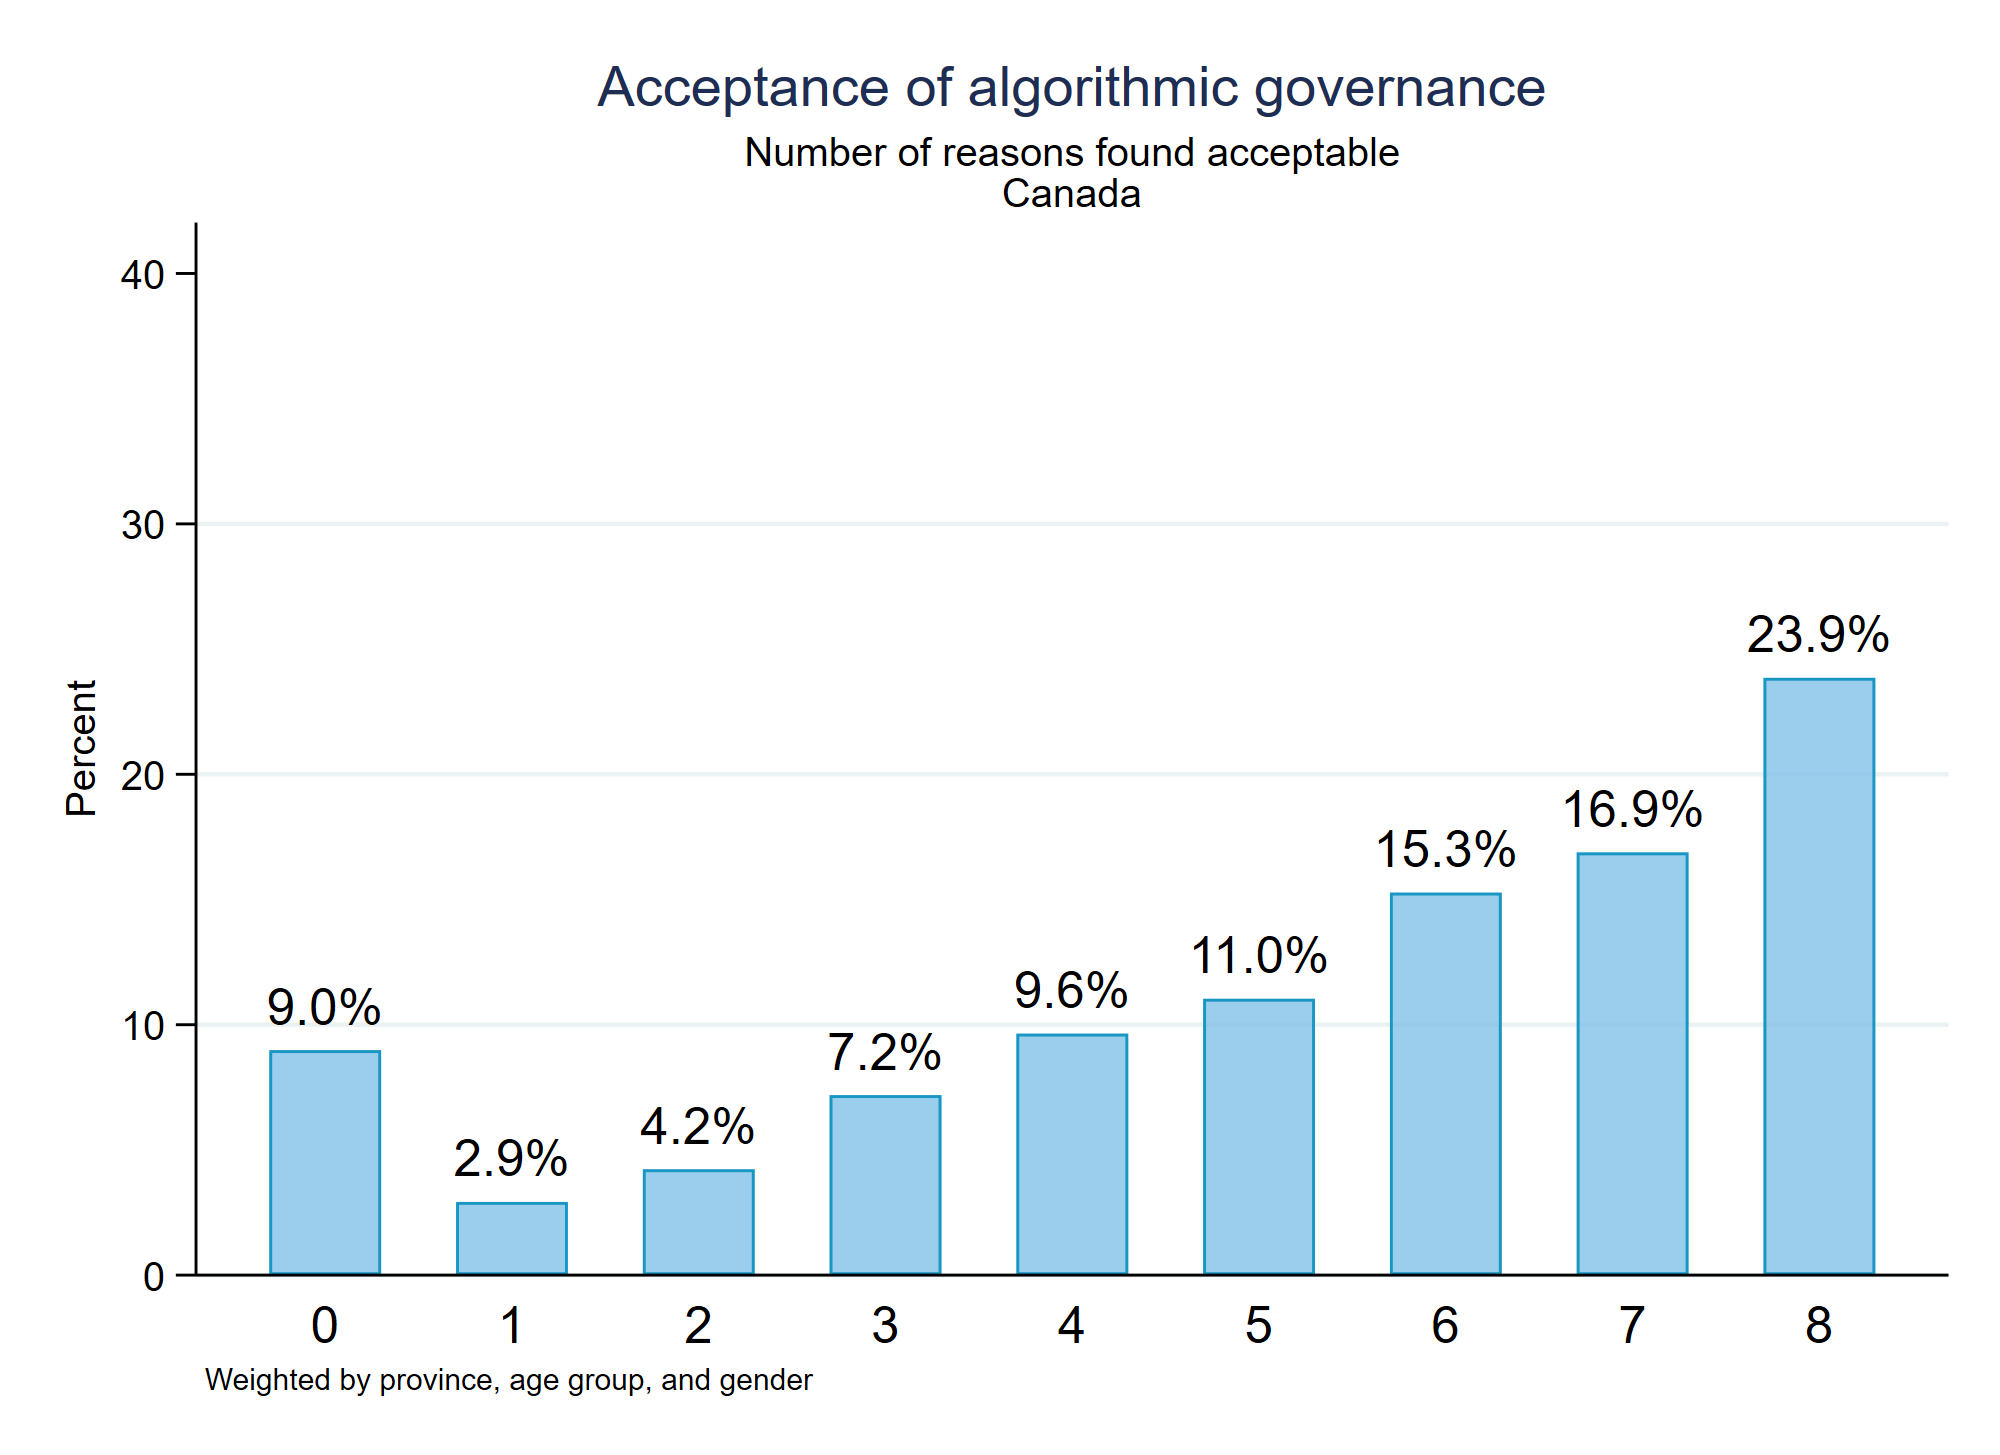 Acceptance of algorithmic governance
Number of reasons found acceptable
Canada
Percent
40
30
20
10
0
9.0%
2.9%
4.2%
7.2%
9.6%
11.0%
15.3%
16.9%
23.9%
0 1 2 3 4 5 6 7 8
Weighted by province, age group, and gender